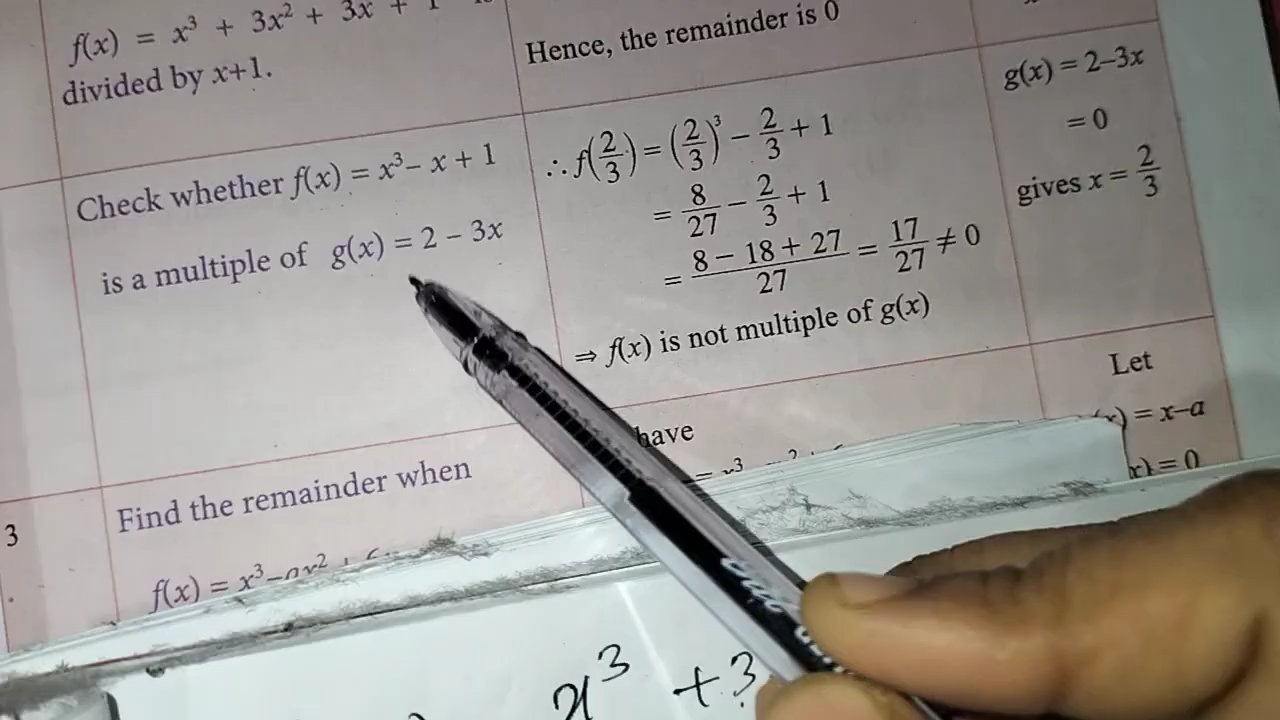 f(x) = x³ + 3x² + 3x + 1
divided by x+1.
Hence, the remainder is 0
Check whether f(x) = x³ − x + 1
is a multiple of g(x) = 2 − 3x
∴ f(2/3) = (2/3)³ − 2/3 + 1
= 8/27 − 2/3 + 1
= (8 − 18 + 27)/27 = 17/27 ≠ 0
⇒ f(x) is not multiple of g(x)
g(x) = 2–3x
= 0
gives x = 2/3
3
.
Find the remainder when
f(x) = x³–ax²
have
Let
= x–a
= 0
x³ + 3